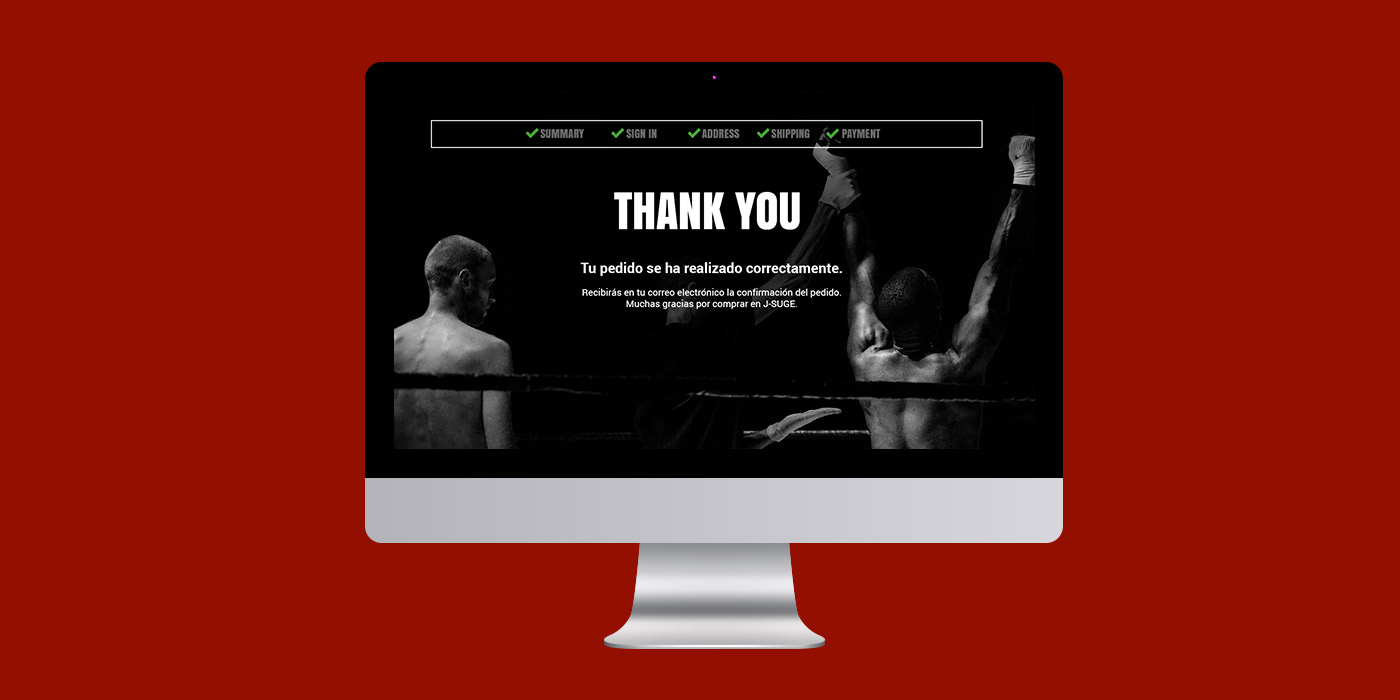 SUMMARY SIGN IN ADDRESS SHIPPING PAYMENT
THANK YOU
Tu pedido se ha realizado correctamente.
Recibirás en tu correo electrónico la confirmación del pedido.
Muchas gracias por comprar en J-SUGE.